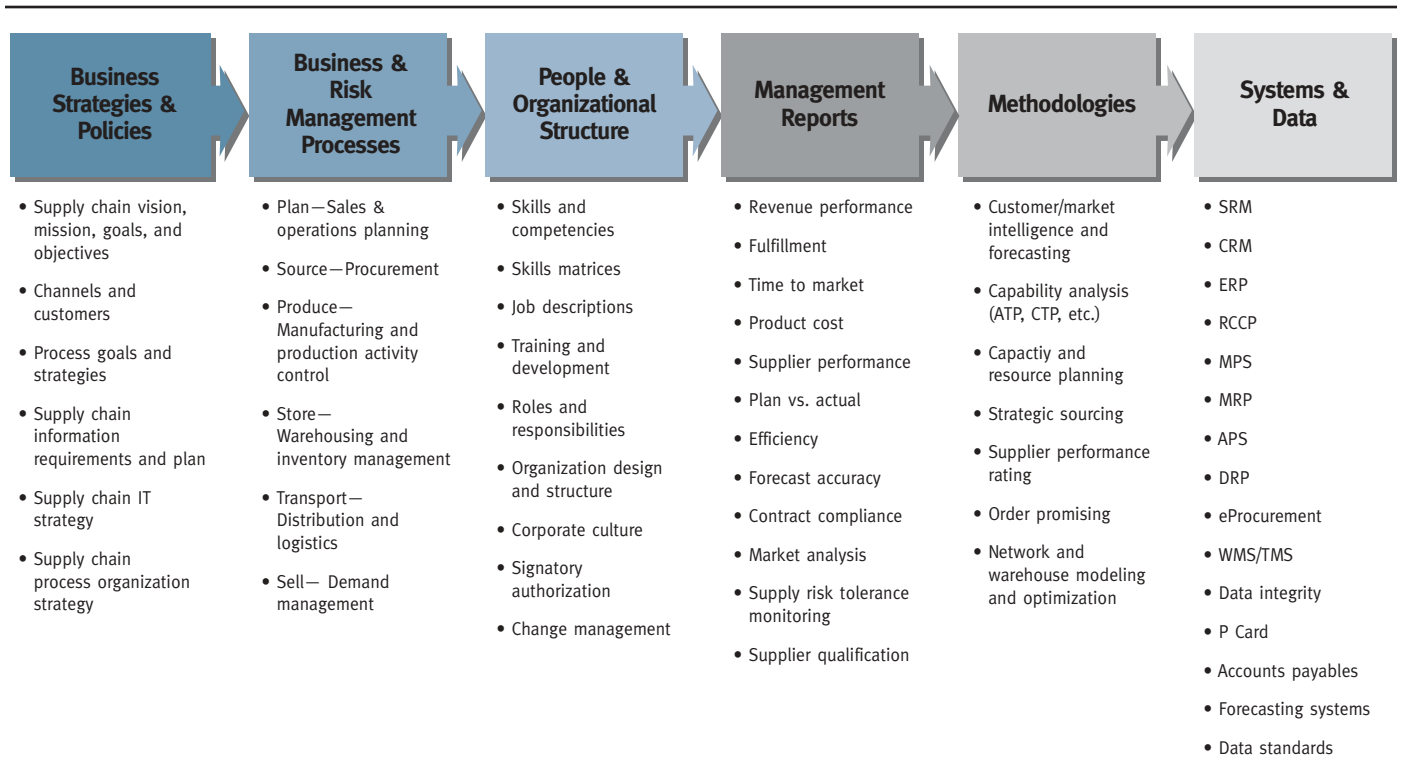 Business
Strategies &
Policies
• Supply chain vision,
mission, goals, and
objectives
• Channels and
customers
• Process goals and
strategies
• Supply chain
information
requirements and plan
• Supply chain IT
strategy
• Supply chain
process organization
strategy
Business &
Risk
Management
Processes
• Plan—Sales &
operations planning
• Source—Procurement
• Produce—
Manufacturing and
production activity
control
• Store—
Warehousing and
inventory management
• Transport—
Distribution and
logistics
• Sell— Demand
management
People &
Organizational
Structure
• Skills and
competencies
• Skills matrices
• Job descriptions
• Training and
development
• Roles and
responsibilities
• Organization design
and structure
• Corporate culture
• Signatory
authorization
• Change management
Management
Reports
• Revenue performance
• Fulfillment
• Time to market
• Product cost
• Supplier performance
• Plan vs. actual
• Efficiency
• Forecast accuracy
• Contract compliance
• Market analysis
• Supply risk tolerance
monitoring
• Supplier qualification
Methodologies
• Customer/market
intelligence and
forecasting
• Capability analysis
(ATP, CTP, etc.)
• Capactiy and
resource planning
• Strategic sourcing
• Supplier performance
rating
• Order promising
• Network and
warehouse modeling
and optimization
Systems &
Data
• SRM
• CRM
• ERP
• RCCP
• MPS
• MRP
• APS
• DRP
• eProcurement
• WMS/TMS
• Data integrity
• P Card
• Accounts payables
• Forecasting systems
• Data standards